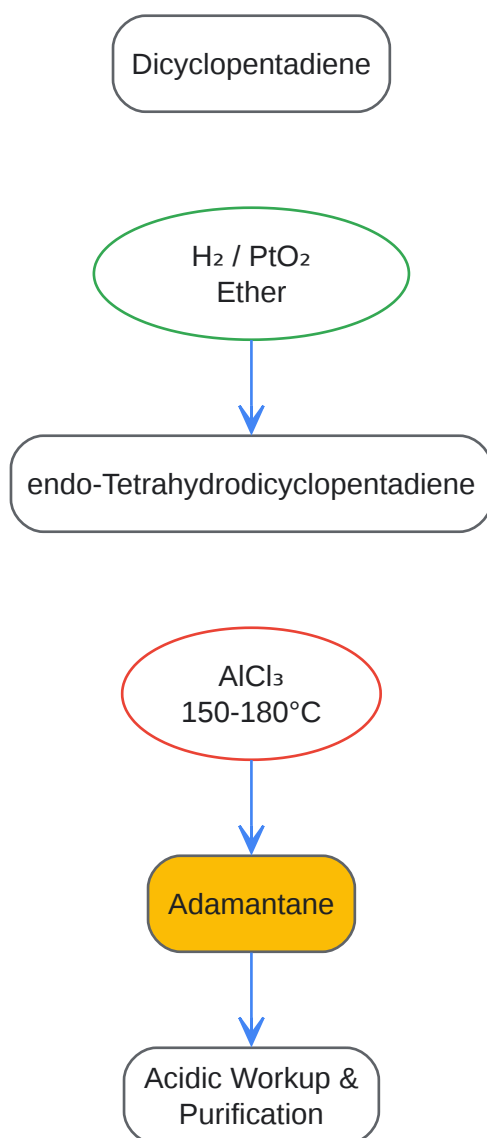 Dicyclopentadiene
H₂ / PtO₂
Ether
endo-Tetrahydrodicyclopentadiene
AlCl₃
150-180°C
Adamantane
Acidic Workup &
Purification